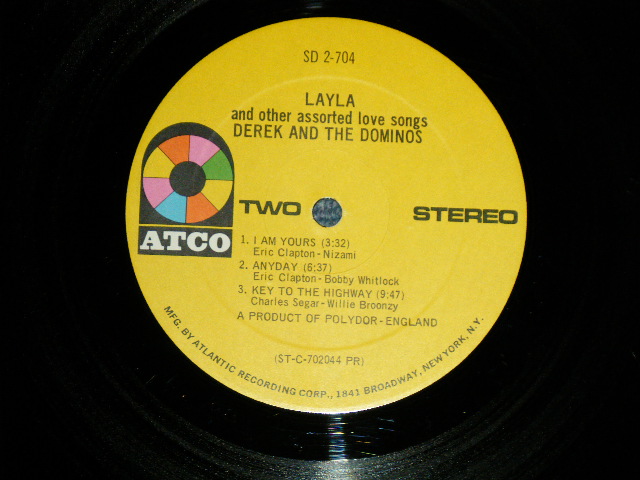 SD 2-704
LAYLA
and other assorted love songs
DEREK AND THE DOMINOS
ATCO
TWO
STEREO
1. I AM YOURS (3:32)
Eric Clapton-Nizami
2. ANYDAY (6:37)
Eric Clapton-Bobby Whitlock
3. KEY TO THE HIGHWAY (9:47)
Charles Segar-Willie Broonzy
A PRODUCT OF POLYDOR-ENGLAND
(ST-C-702044 PR)
MFG. BY ATLANTIC RECORDING CORP., 1841 BROADWAY, NEW YORK, N.Y.